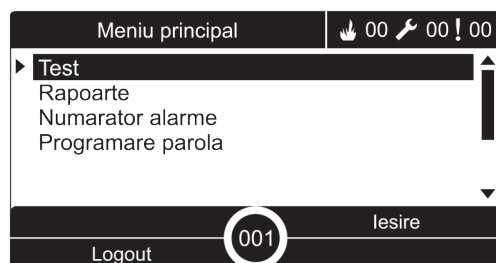 Meniu principal 00 00 00
Test
Rapoarte
Numarator alarme
Programare parola
Iesire
001
Logout